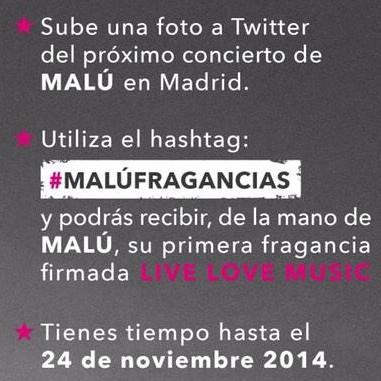 Sube una foto a Twitter
del próximo concierto de
MALÚ en Madrid.
Utiliza el hashtag:
#MALÚFRAGANCIAS
y podrás recibir, de la mano de
MALÚ, su primera fragancia
firmada LIVE LOVE MUSIC
Tienes tiempo hasta el
24 de noviembre 2014.